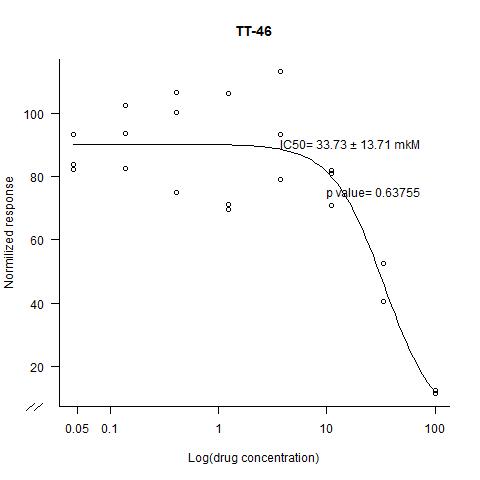 TT-46
100
80
60
40
20
Normilized response
IC50= 33.73 ± 13.71 mkM
p value= 0.63755
0.05 0.1 1 10 100
Log(drug concentration)